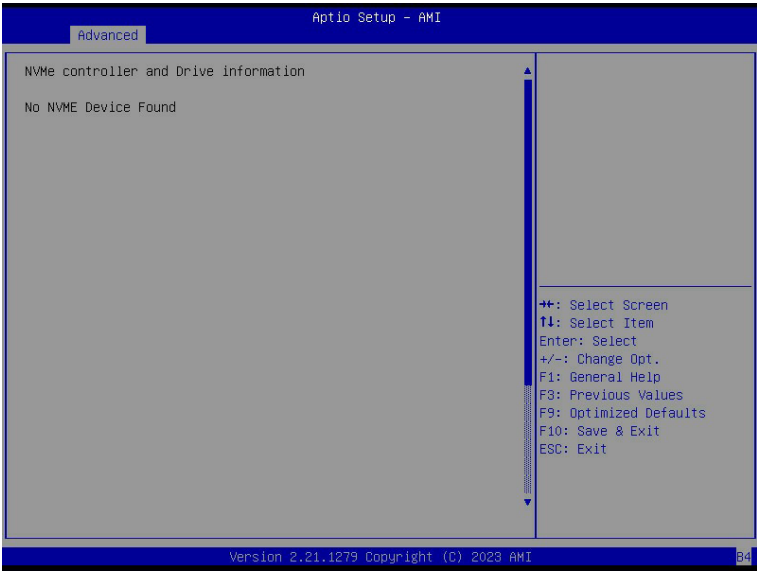 Aptio Setup – AMI
Advanced
NVMe controller and Drive information
No NVME Device Found
→←: Select Screen
↑↓: Select Item
Enter: Select
+/-: Change Opt.
F1: General Help
F3: Previous Values
F9: Optimized Defaults
F10: Save & Exit
ESC: Exit
Version 2.21.1279 Copyright (C) 2023 AMI
B4